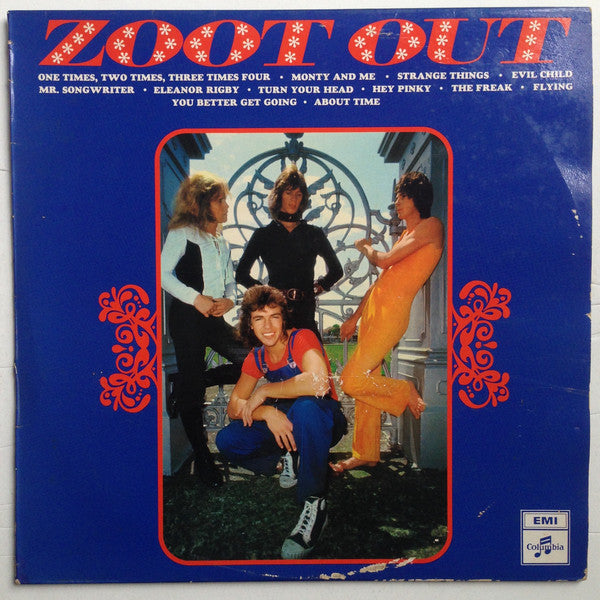 ZOOT OUT
ONE TIMES, TWO TIMES, THREE TIMES FOUR • MONTY AND ME • STRANGE THINGS • EVIL CHILD
MR. SONGWRITER • ELEANOR RIGBY • TURN YOUR HEAD • HEY PINKY • THE FREAK • FLYING
YOU BETTER GET GOING • ABOUT TIME
EMI
Columbia